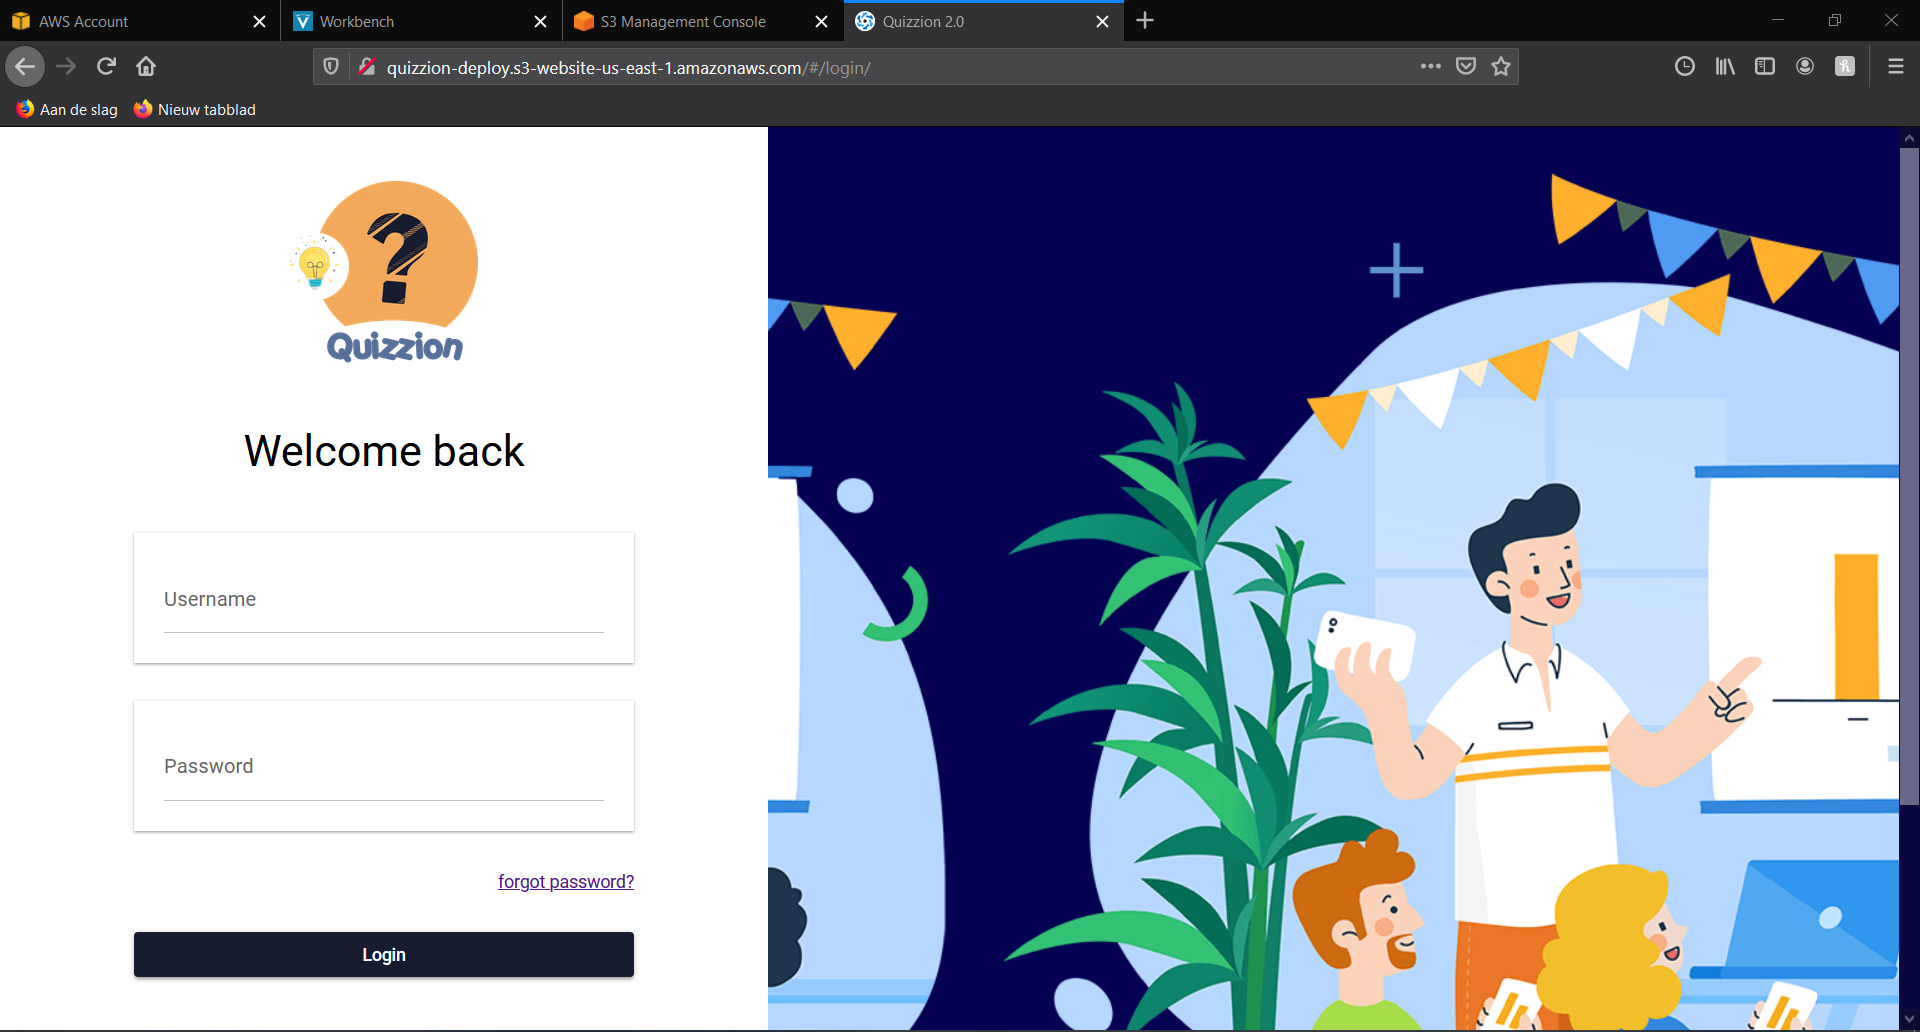 AWS Account
Workbench
S3 Management Console
Quizzion 2.0
quizzion-deploy.s3-website-us-east-1.amazonaws.com/#/login/
Aan de slag
Nieuw tabblad
?
Quizzion
Welcome back
Username
Password
forgot password?
Login